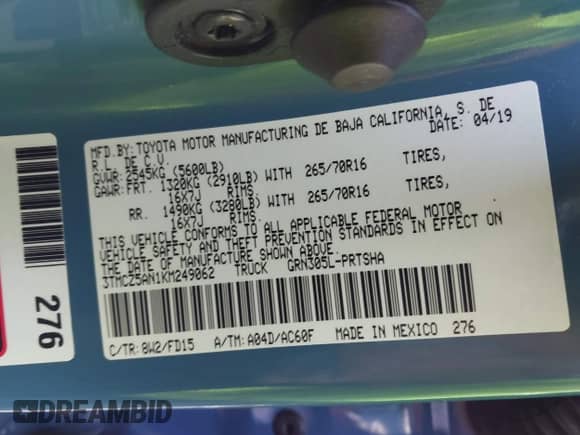 MFD.BY: TOYOTA MOTOR MANUFACTURING DE BAJA CALIFORNIA, S. DE
R.L. DE C.V. DATE: 04/19
GVWR: 2545KG (5600LB)
GAWR: FRT. 1320KG (2910LB) WITH 265/70R16 TIRES,
16X7J RIMS.
RR. 1490KG (3280LB) WITH 265/70R16 TIRES,
16X7J RIMS.
THIS VEHICLE CONFORMS TO ALL APPLICABLE FEDERAL MOTOR
VEHICLE SAFETY AND THEFT PREVENTION STANDARDS IN EFFECT ON
THE DATE OF MANUFACTURE SHOWN ABOVE.
3TMCZ5AN1KM249062 TRUCK GRN305L-PRTSHA
C/TR: 8W2/FD15 A/TM: A04D/AC60F MADE IN MEXICO 276
276
DREAMBID